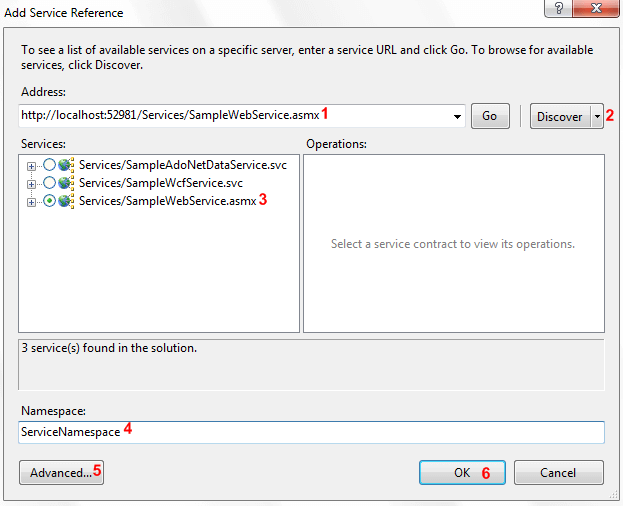 Add Service Reference
?
To see a list of available services on a specific server, enter a service URL and click Go. To browse for available
services, click Discover.
Address:
http://localhost:52981/Services/SampleWebService.asmx 1 Go Discover 2
Services: Operations:
Services/SampleAdoNetDataService.svc
Services/SampleWcfService.svc
Services/SampleWebService.asmx 3
Select a service contract to view its operations.
3 service(s) found in the solution.
Namespace:
ServiceNamespace 4
Advanced... 5 OK 6 Cancel